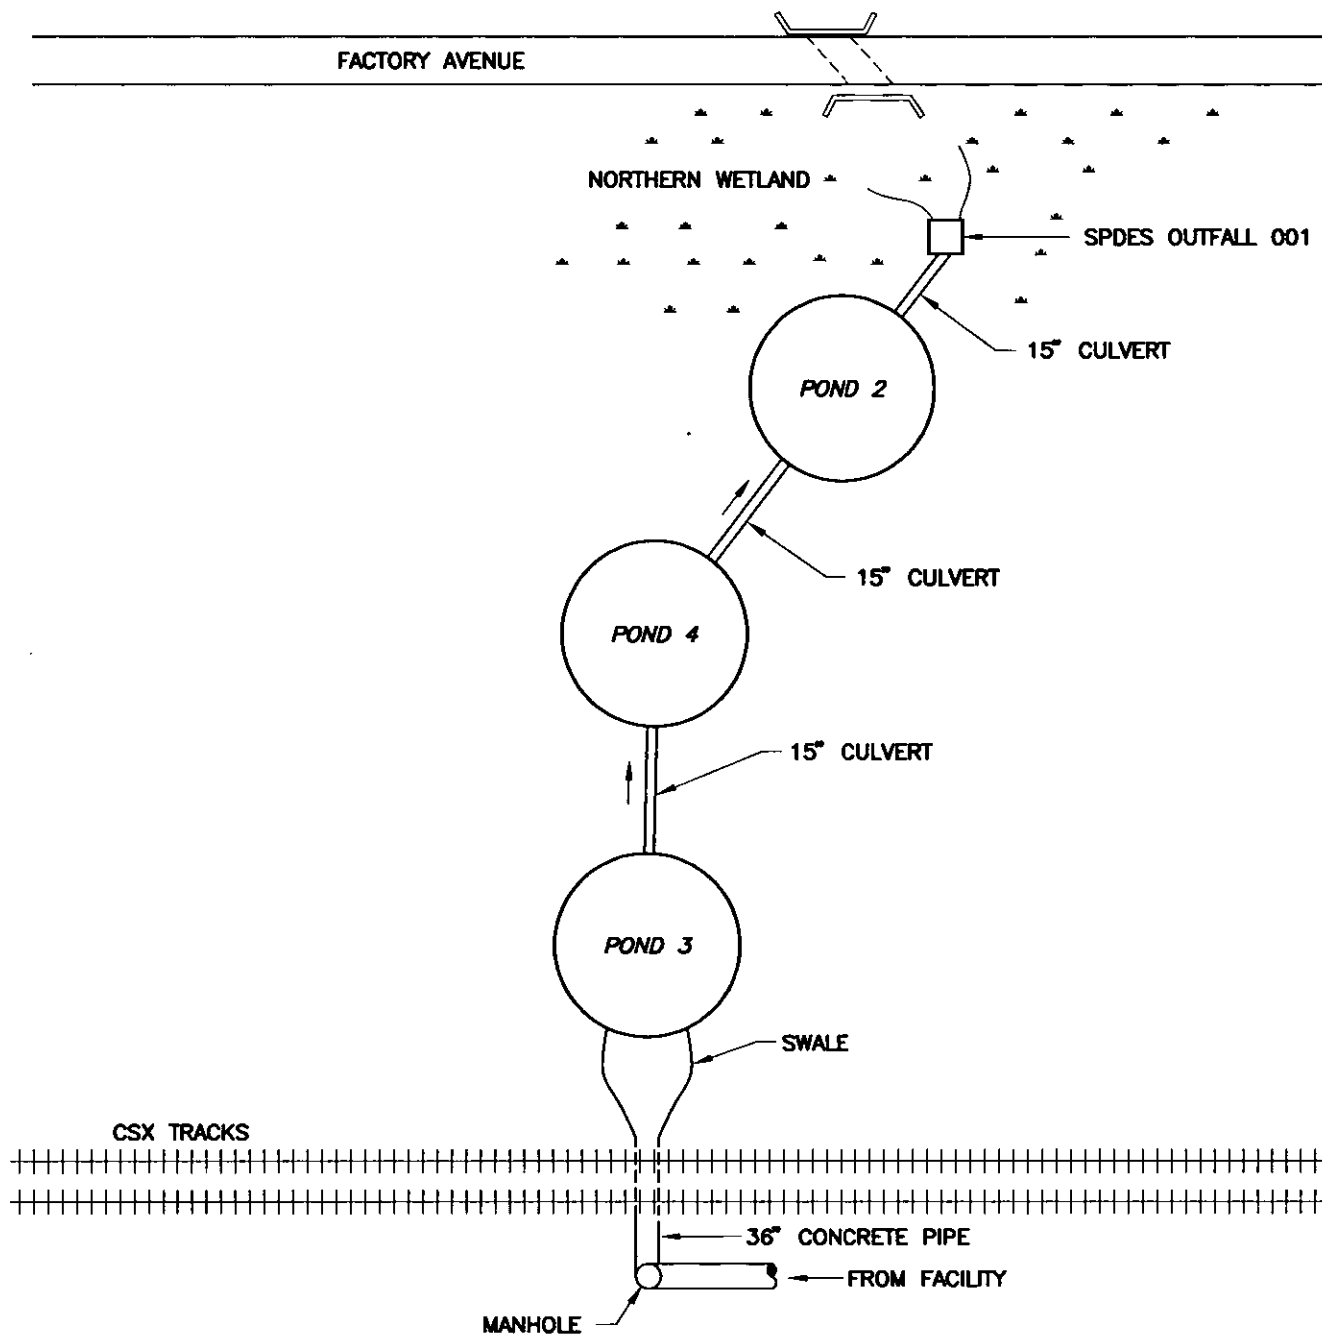 FACTORY AVENUE
NORTHERN WETLAND
SPDES OUTFALL 001
15" CULVERT
POND 2
15" CULVERT
POND 4
15" CULVERT
POND 3
SWALE
CSX TRACKS
36" CONCRETE PIPE
FROM FACILITY
MANHOLE